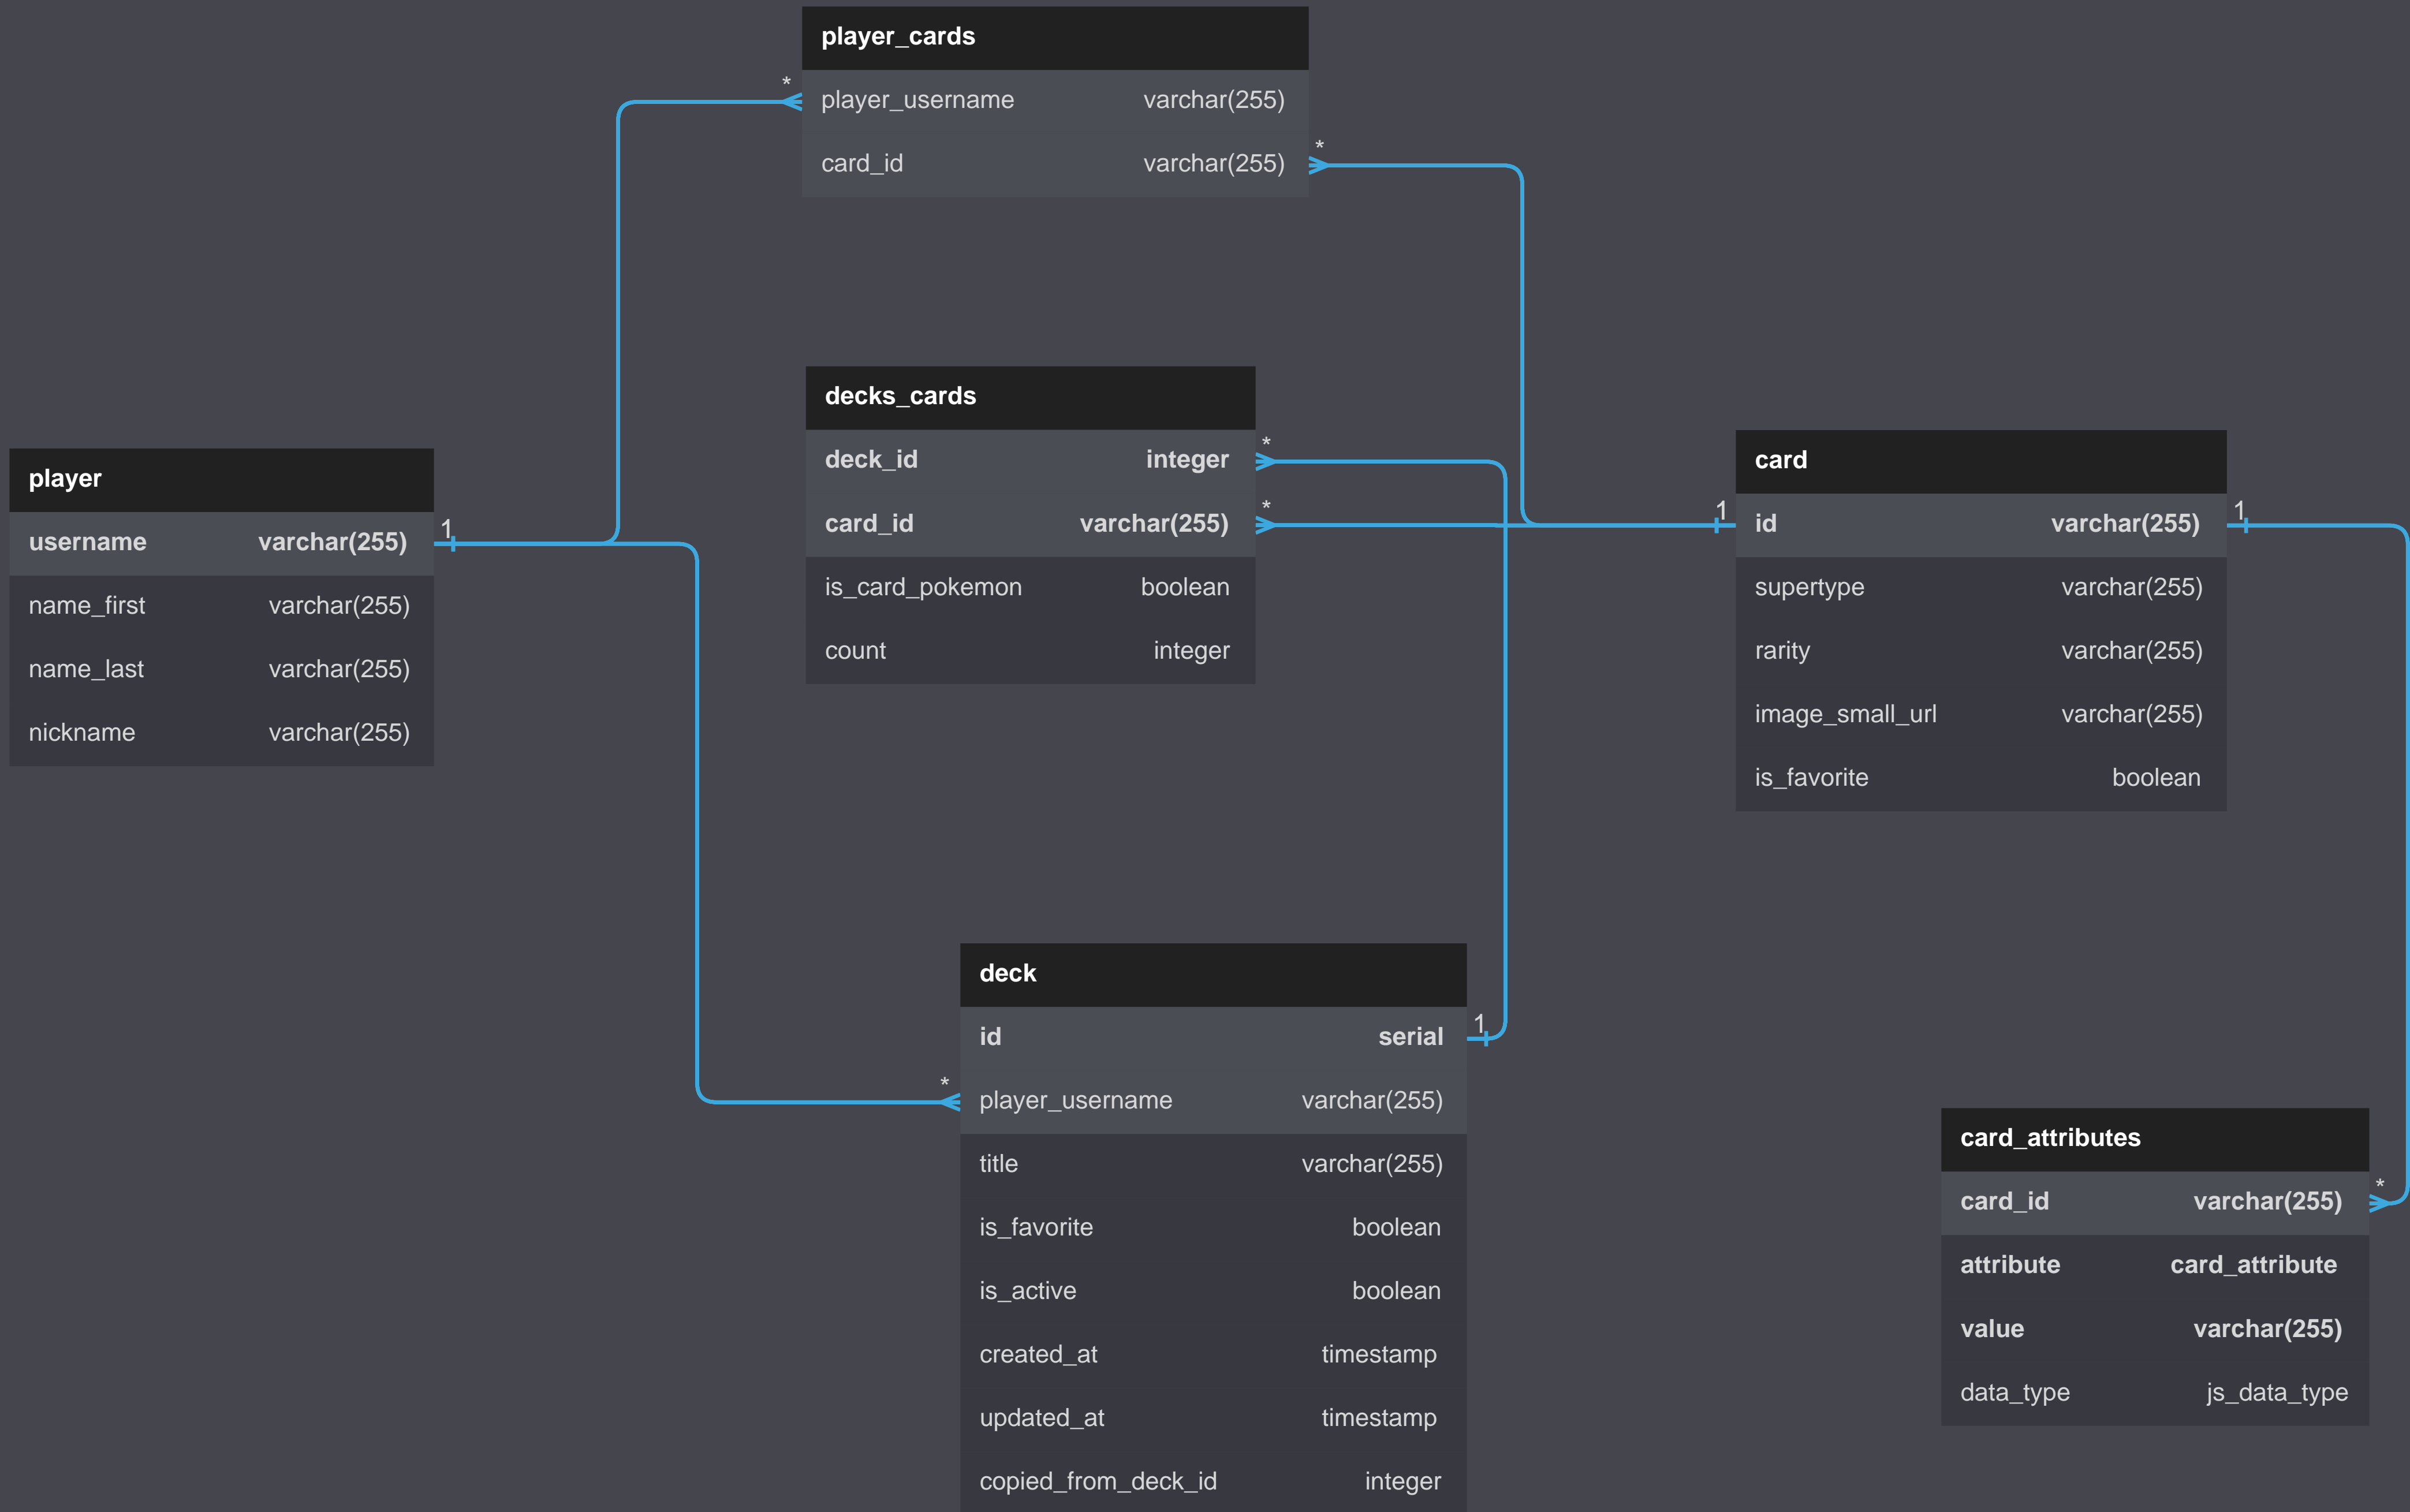 player_cards
player_username varchar(255)
card_id varchar(255)
*
*
decks_cards
deck_id integer
card_id varchar(255)
is_card_pokemon boolean
count integer
*
*
player
username varchar(255)
name_first varchar(255)
name_last varchar(255)
nickname varchar(255)
1
card
id varchar(255)
supertype varchar(255)
rarity varchar(255)
image_small_url varchar(255)
is_favorite boolean
1
1
deck
id serial
player_username varchar(255)
title varchar(255)
is_favorite boolean
is_active boolean
created_at timestamp
updated_at timestamp
copied_from_deck_id integer
1
*
card_attributes
card_id varchar(255)
attribute card_attribute
value varchar(255)
data_type js_data_type
*